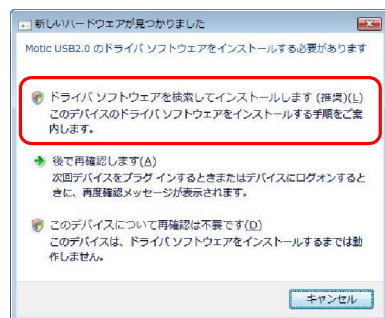 新しいハードウェアが見つかりました
Motic USB2.0 のドライバ ソフトウェアをインストールする必要があります
ドライバ ソフトウェアを検索してインストールします (推奨)(L)
このデバイスのドライバ ソフトウェアをインストールする手順をご案
内します。
後で再確認します(A)
次回デバイスをプラグ インするときまたはデバイスにログオンすると
きに、再度確認メッセージが表示されます。
このデバイスについて再確認は不要です(D)
このデバイスは、ドライバ ソフトウェアをインストールするまでは動
作しません。
キャンセル